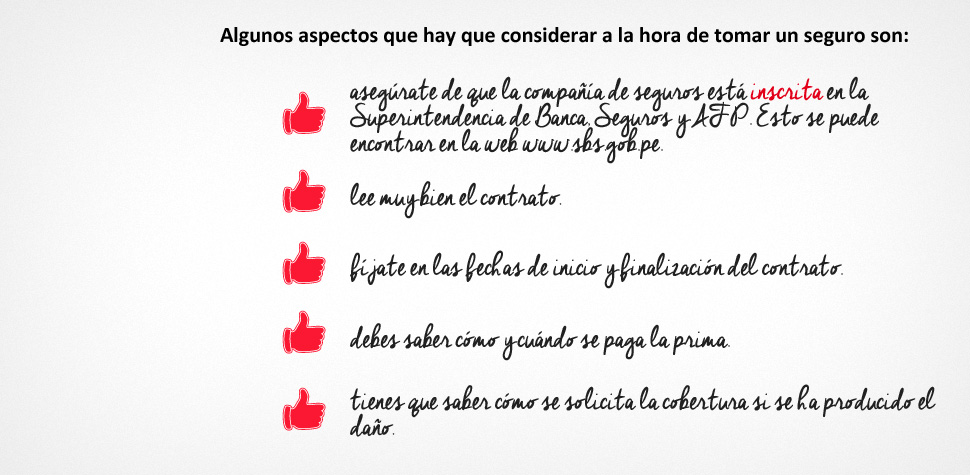 Algunos aspectos que hay que considerar a la hora de tomar un seguro son:
asegúrate de que la compañía de seguros está inscrita en la
Superintendencia de Banca, Seguros y AFP. Esto se puede
encontrar en la web www.sbs.gob.pe.
lee muy bien el contrato.
fíjate en las fechas de inicio y finalización del contrato.
debes saber cómo y cuándo se paga la prima.
tienes que saber cómo se solicita la cobertura si se ha producido el
daño.